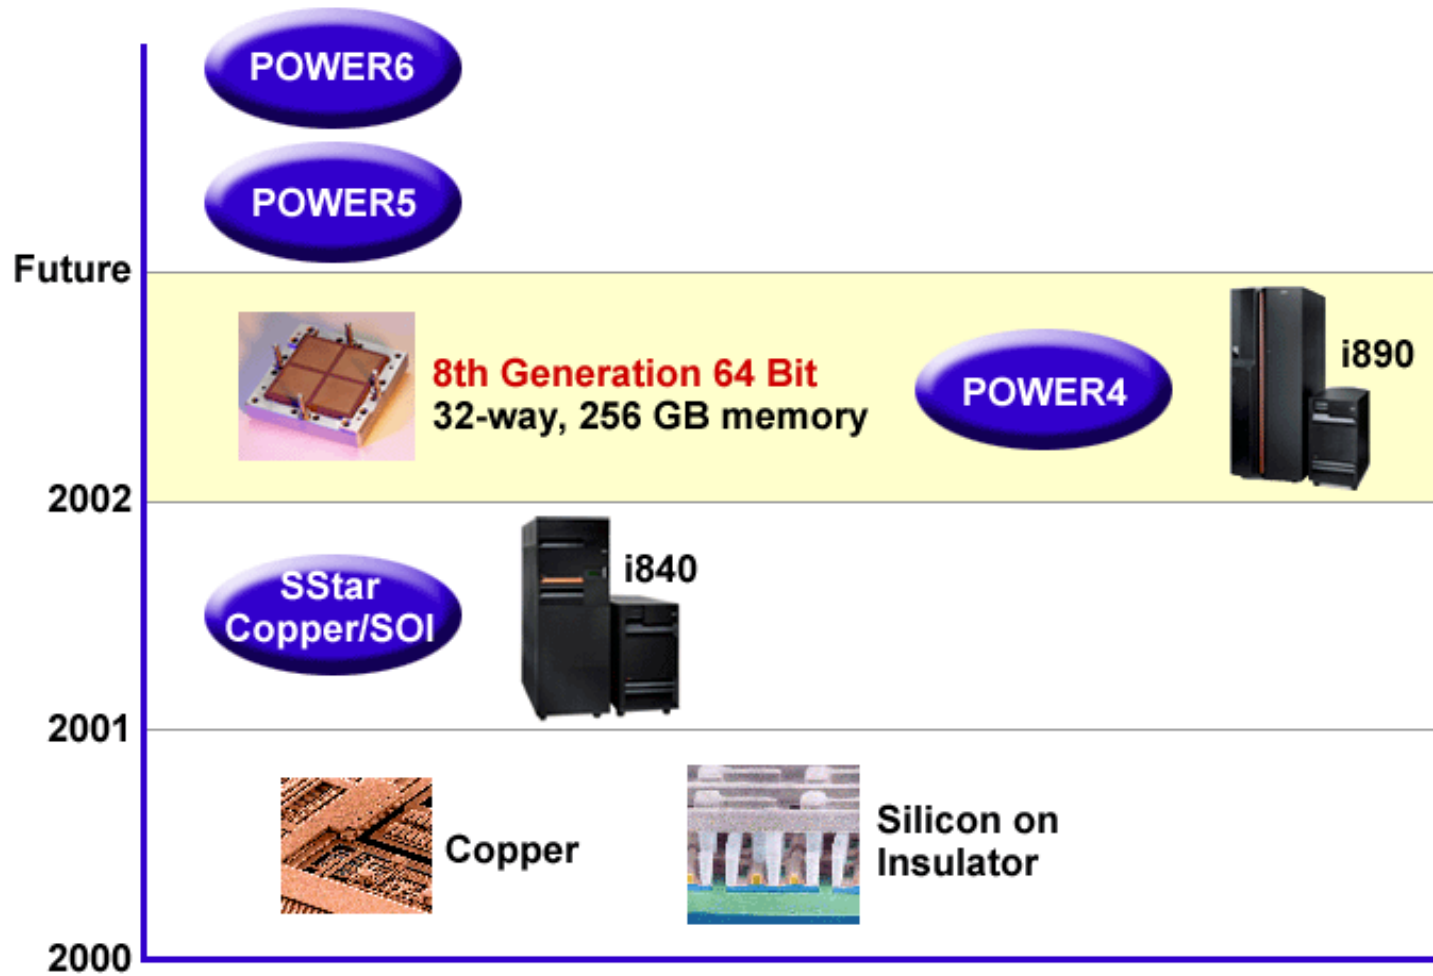 POWER6
POWER5
Future
8th Generation 64 Bit
32-way, 256 GB memory
POWER4
i890
2002
SStar
Copper/SOI
i840
2001
Copper
Silicon on
Insulator
2000